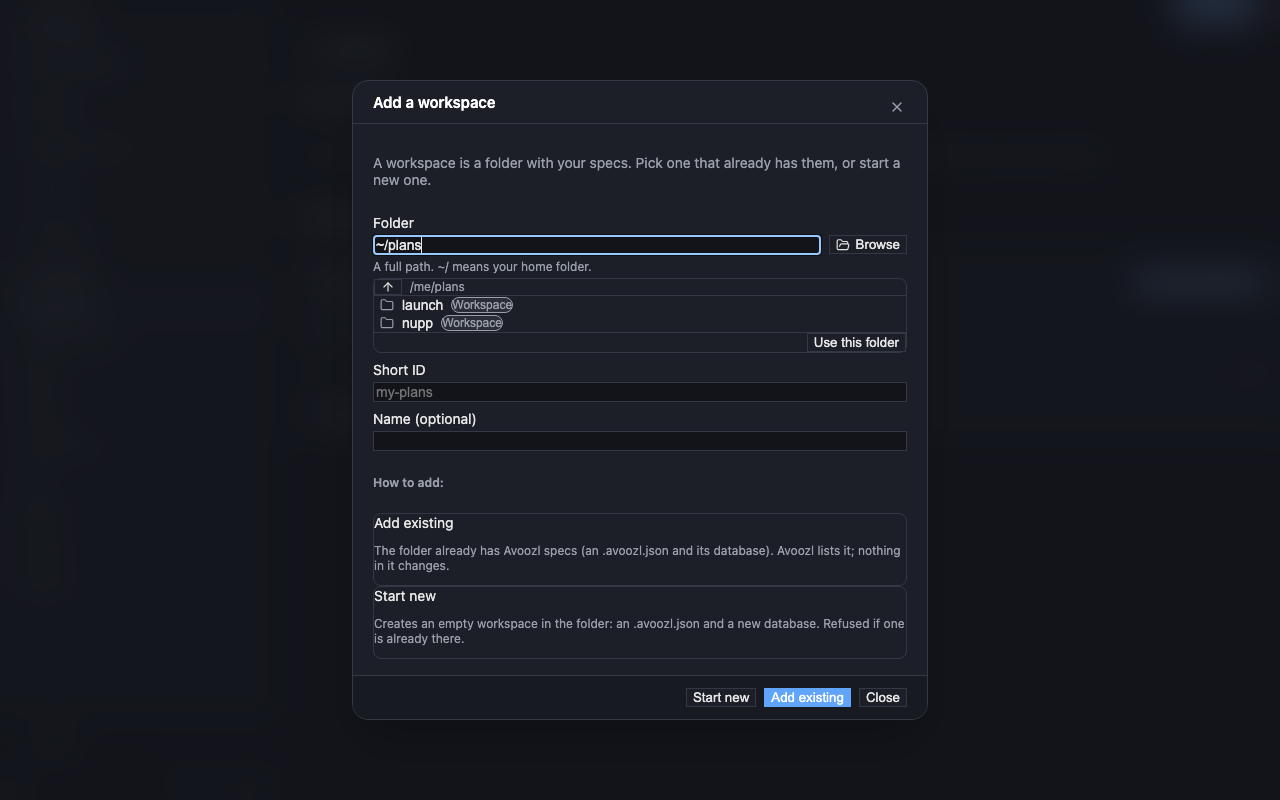 Add a workspace
A workspace is a folder with your specs. Pick one that already has them, or start a
new one.
Folder
~/plans
Browse
A full path. ~/ means your home folder.
/me/plans
launch Workspace
nupp Workspace
Use this folder
Short ID
my-plans
Name (optional)
How to add:
Add existing
The folder already has Avoozl specs (an .avoozl.json and its database). Avoozl lists it; nothing
in it changes.
Start new
Creates an empty workspace in the folder: an .avoozl.json and a new database. Refused if one
is already there.
Start new
Add existing
Close